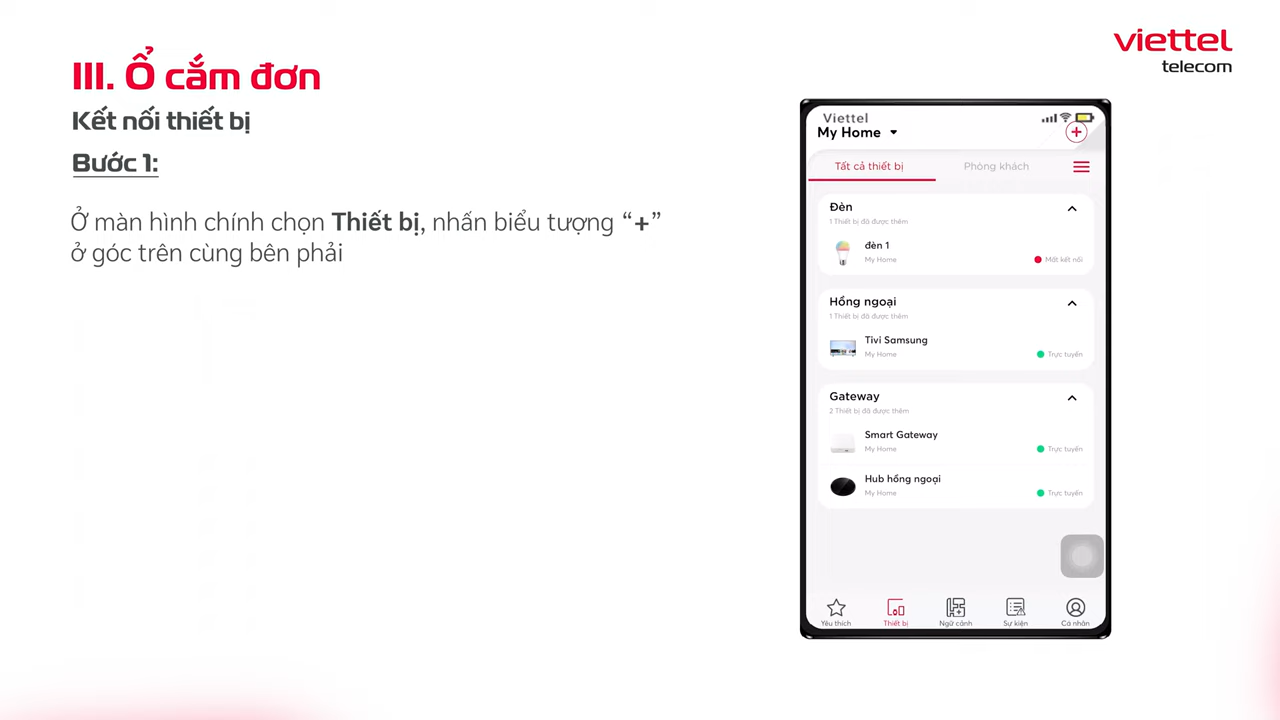 viettel
telecom
III. Ổ cắm đơn
Kết nối thiết bị
Bước 1:
Ở màn hình chính chọn Thiết bị, nhấn biểu tượng “+”
ở góc trên cùng bên phải
Viettel
My Home
Tất cả thiết bị
Phòng khách
Đèn
1 Thiết bị đã được thêm
đèn 1
My Home
Mất kết nối
Hồng ngoại
1 Thiết bị đã được thêm
Tivi Samsung
My Home
Trực tuyến
Gateway
2 Thiết bị đã được thêm
Smart Gateway
My Home
Trực tuyến
Hub hồng ngoại
My Home
Trực tuyến
Yêu thích
Thiết bị
Ngữ cảnh
Sự kiện
Cá nhân